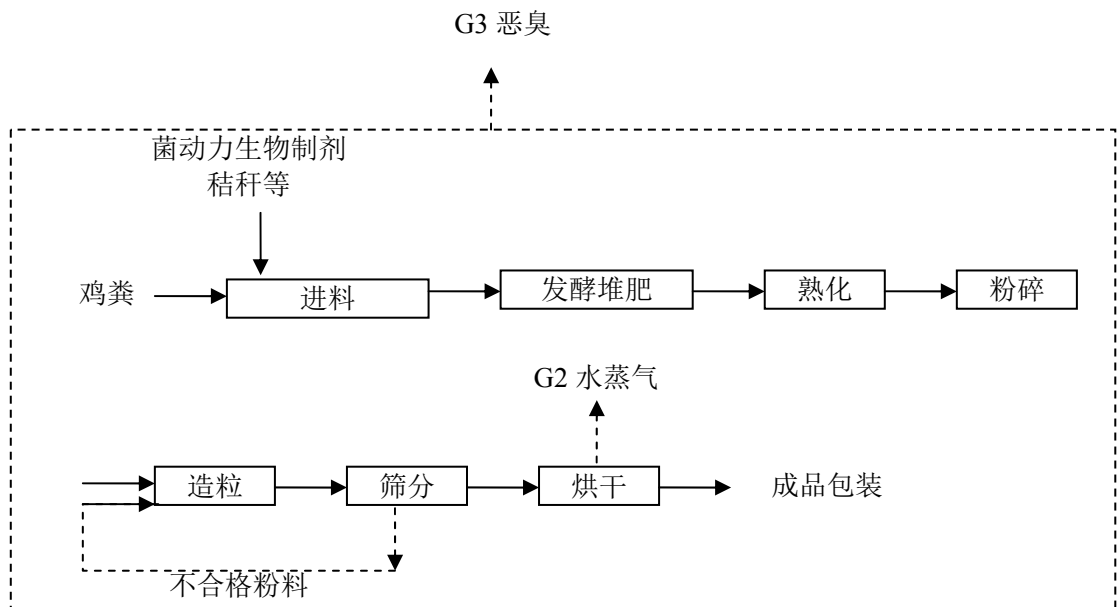 G3 恶臭
菌动力生物制剂
秸秆等
鸡粪
进料
发酵堆肥
熟化
粉碎
G2 水蒸气
造粒
筛分
烘干
成品包装
不合格粉料